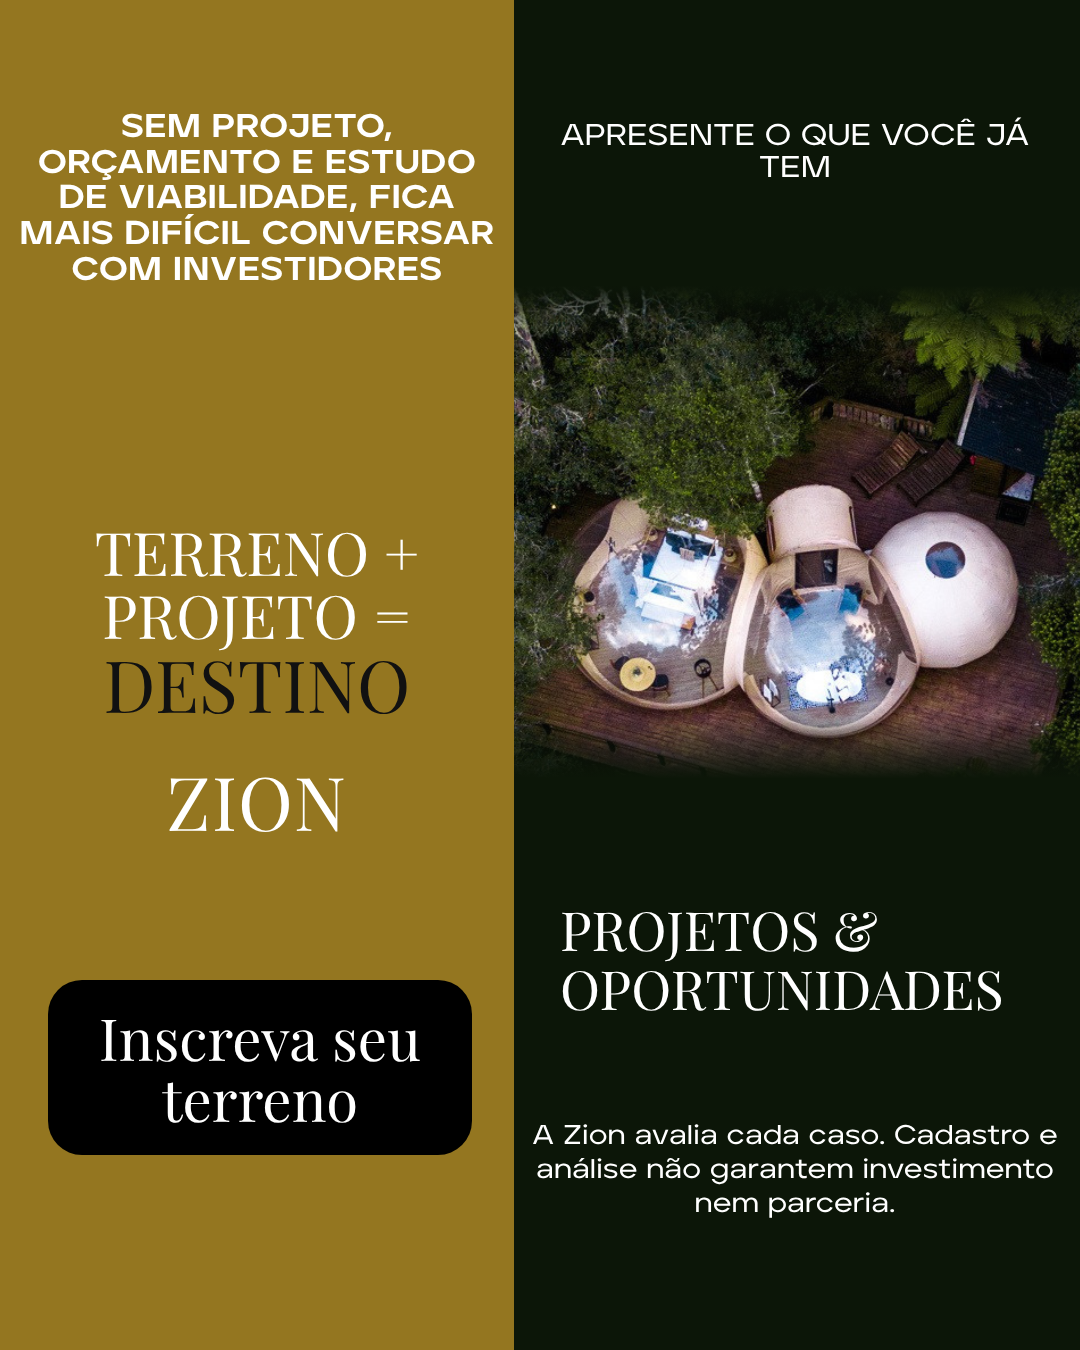 SEM PROJETO,
ORÇAMENTO E ESTUDO
DE VIABILIDADE, FICA
MAIS DIFÍCIL CONVERSAR
COM INVESTIDORES
TERRENO +
PROJETO =
DESTINO
ZION
Inscreva seu
terreno
APRESENTE O QUE VOCÊ JÁ
TEM
PROJETOS &
OPORTUNIDADES
A Zion avalia cada caso. Cadastro e
análise não garantem investimento
nem parceria.